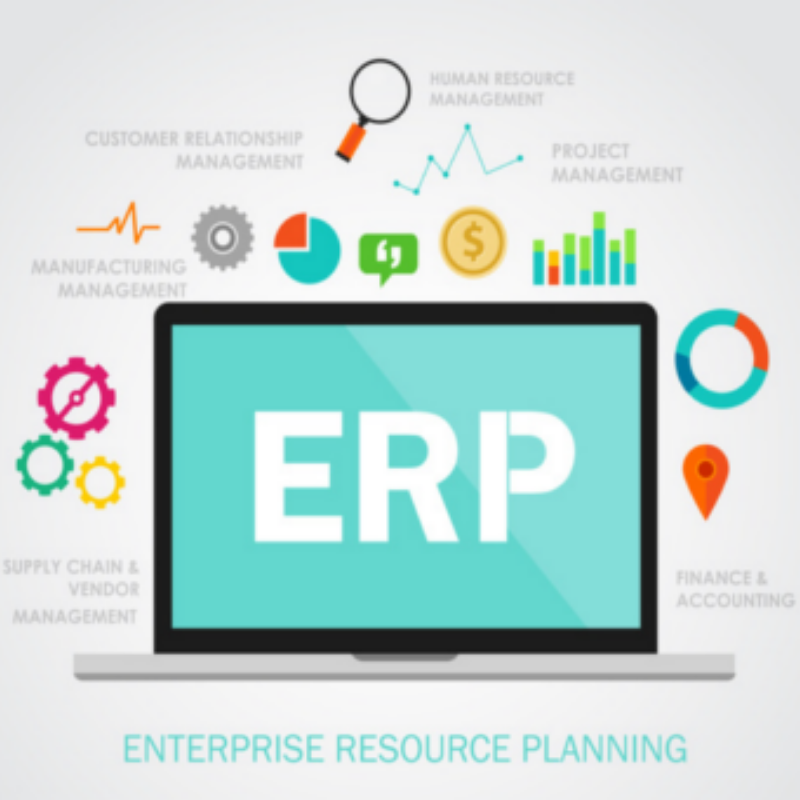 HUMAN RESOURCE
MANAGEMENT
CUSTOMER RELATIONSHIP
MANAGEMENT
PROJECT
MANAGEMENT
$
MANUFACTURING
MANAGEMENT
ERP
SUPPLY CHAIN &
VENDOR
MANAGEMENT
FINANCE &
ACCOUNTING
ENTERPRISE RESOURCE PLANNING